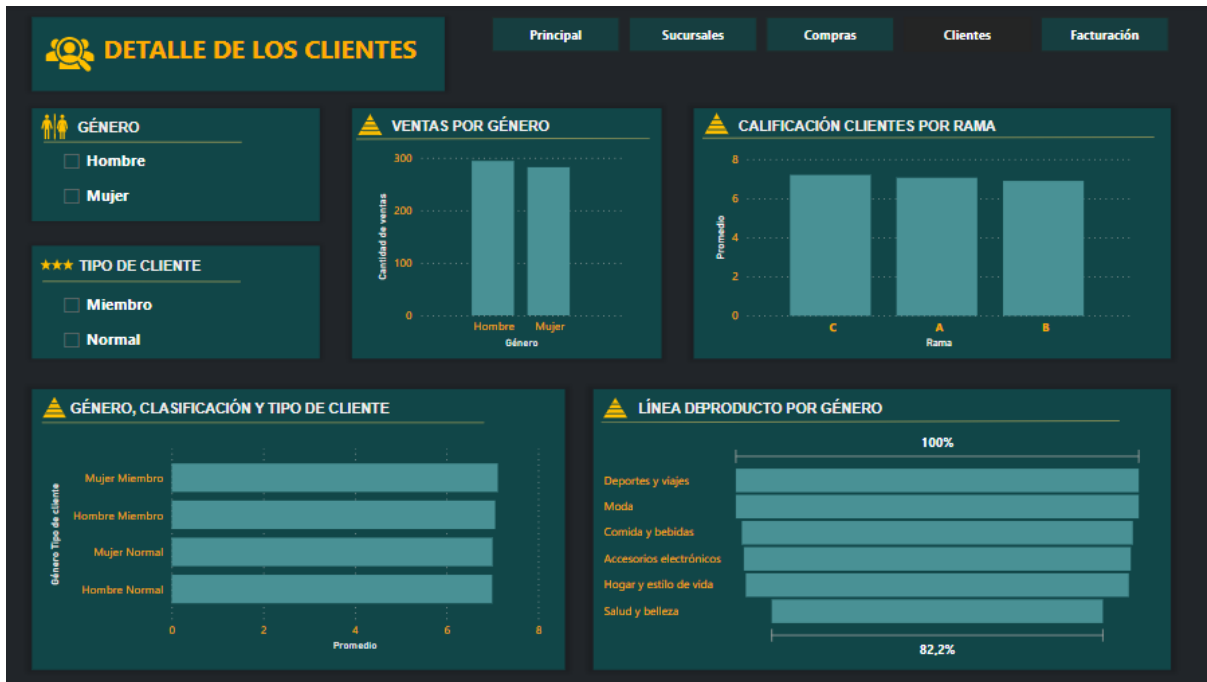 DETALLE DE LOS CLIENTES
Principal
Sucursales
Compras
Clientes
Facturación
GÉNERO
Hombre
Mujer
TIPO DE CLIENTE
Miembro
Normal
VENTAS POR GÉNERO
300
200
100
0
Cantidad de ventas
Hombre
Mujer
Género
CALIFICACIÓN CLIENTES POR RAMA
8
6
4
2
0
Promedio
C
A
B
Rama
GÉNERO, CLASIFICACIÓN Y TIPO DE CLIENTE
Género Tipo de cliente
Mujer Miembro
Hombre Miembro
Mujer Normal
Hombre Normal
0
2
4
6
8
Promedio
LÍNEA DEPRODUCTO POR GÉNERO
100%
Deportes y viajes
Moda
Comida y bebidas
Accesorios electrónicos
Hogar y estilo de vida
Salud y belleza
82,2%